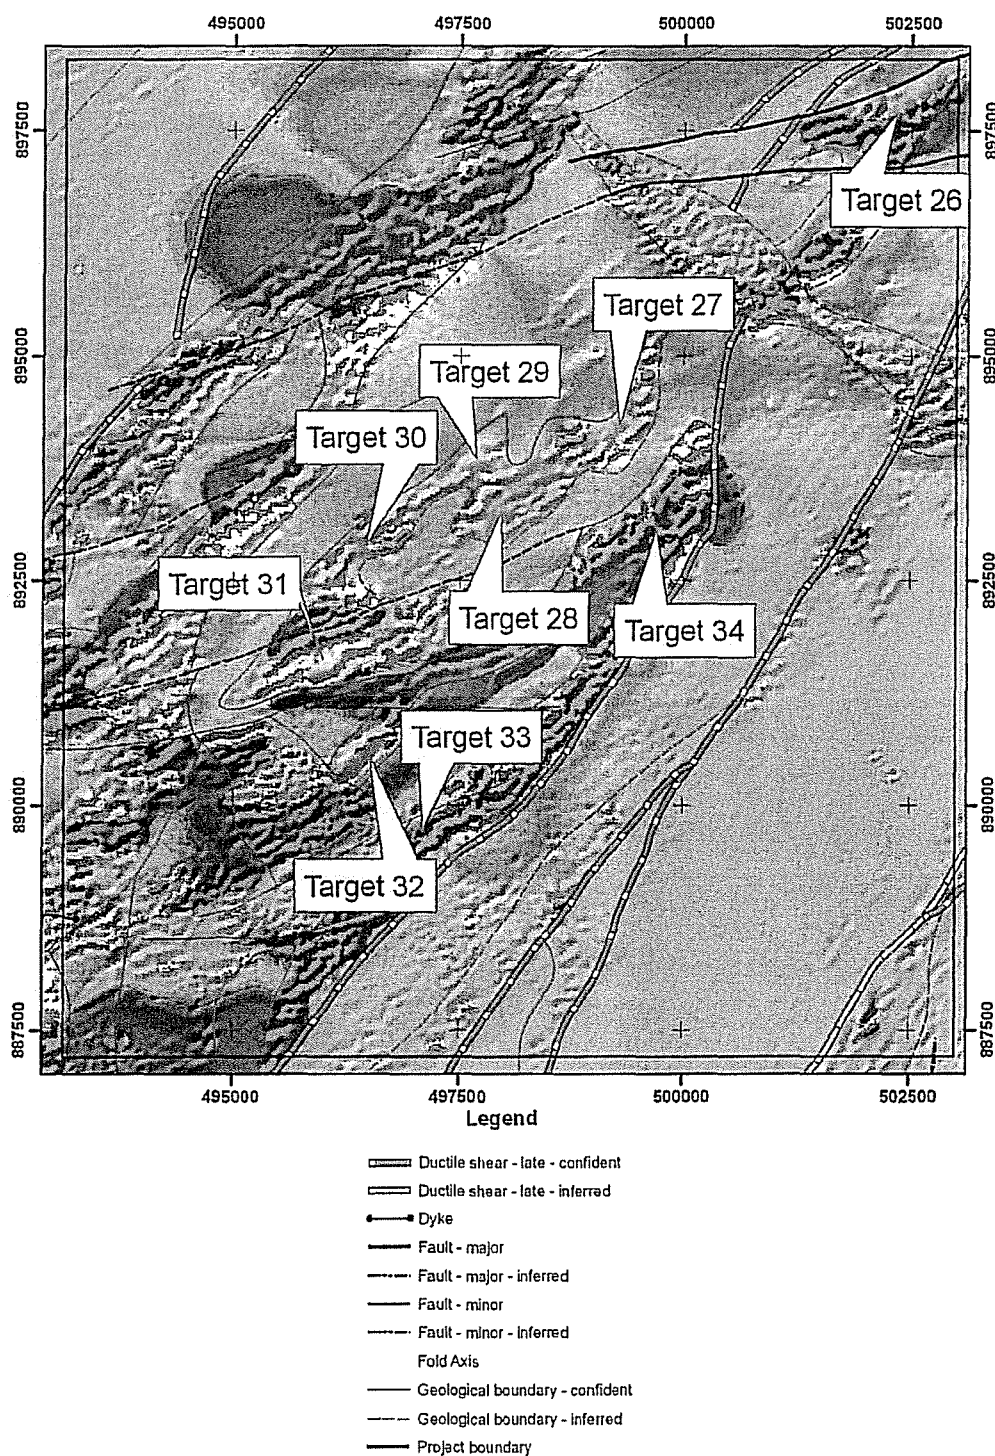 495000 497500 500000 502500
897500 897500
Target 26
Target 27
895000 895000
Target 29
Target 30
892500 892500
Target 31
Target 28
Target 34
Target 33
890000 890000
Target 32
887500 887500
495000 497500 500000 502500
Legend
Ductile shear - late - confident
Ductile shear - late - inferred
Dyke
Fault - major
Fault - major - inferred
Fault - minor
Fault - minor - inferred
Fold Axis
Geological boundary - confident
Geological boundary - inferred
Project boundary